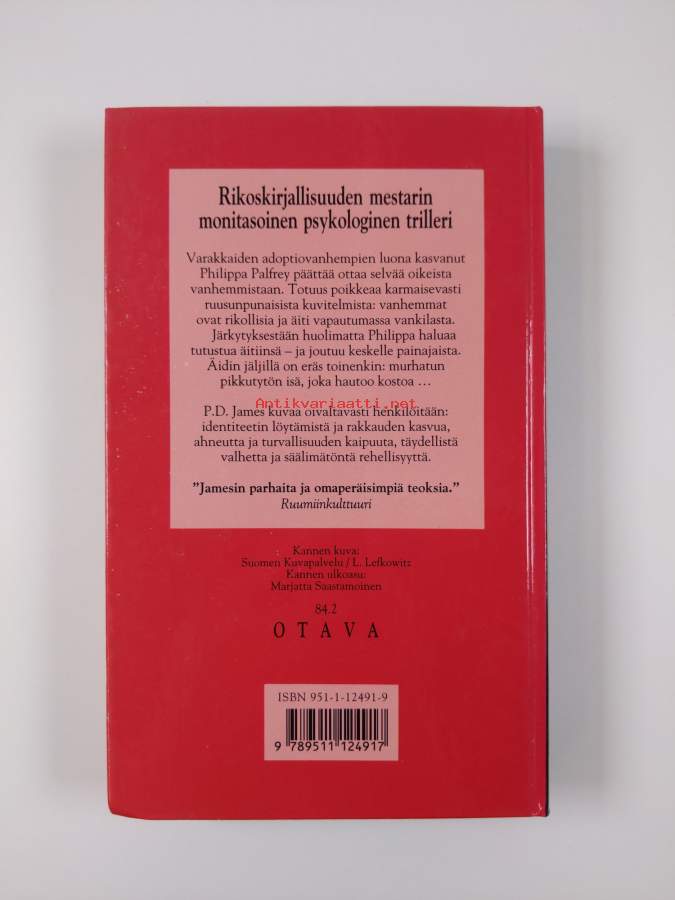 Rikoskirjallisuuden mestarin
monitasoinen psykologinen trilleri
Varakkaiden adoptiovanhempien luona kasvanut
Philippa Palfrey päättää ottaa selvää oikeista
vanhemmistaan. Totuus poikkeaa karmaisevasti
ruusunpunaisista kuvitelmista: vanhemmat
ovat rikollisia ja äiti vapautumassa vankilasta.
Järkytyksestään huolimatta Philippa haluaa
tutustua äitiinsä – ja joutuu keskelle painajaista.
Äidin jäljillä on eräs toinenkin: murhatun
pikkutytön isä, joka hautoo kostoa ...
Antikvariaatti.net
P.D. James kuvaa oivaltavasti henkilöitään:
identiteetin löytämistä ja rakkauden kasvua,
ahneutta ja turvallisuuden kaipuuta, täydellistä
valhetta ja säälimätöntä rehellisyyttä.
”Jamesin parhaita ja omaperäisimpiä teoksia.”
Ruumiinkulttuuri
Kannen kuva:
Suomen Kuvapalvelu / L. Lefkowitz
Kannen ulkoasu:
Marjatta Saastamoinen
84.2
OTAVA
ISBN 951-1-12491-9
9 789511 124917